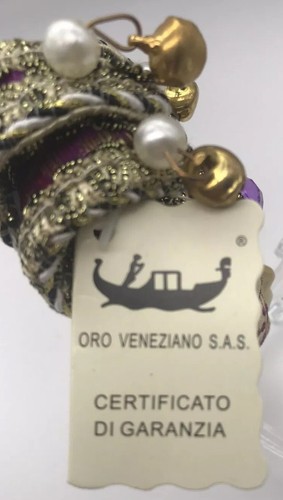 ®
ORO VENEZIANO S.A.S.
CERTIFICATO
DI GARANZIA